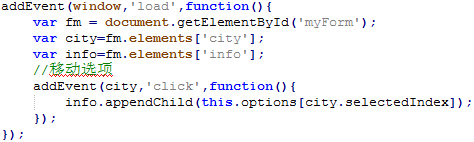 addEvent(window,'load',function(){
    var fm = document.getElementById('myForm');
    var city=fm.elements['city'];
    var info=fm.elements['info'];
    //移动选项
    addEvent(city,'click',function(){
        info.appendChild(this.options[city.selectedIndex]);
    });
});